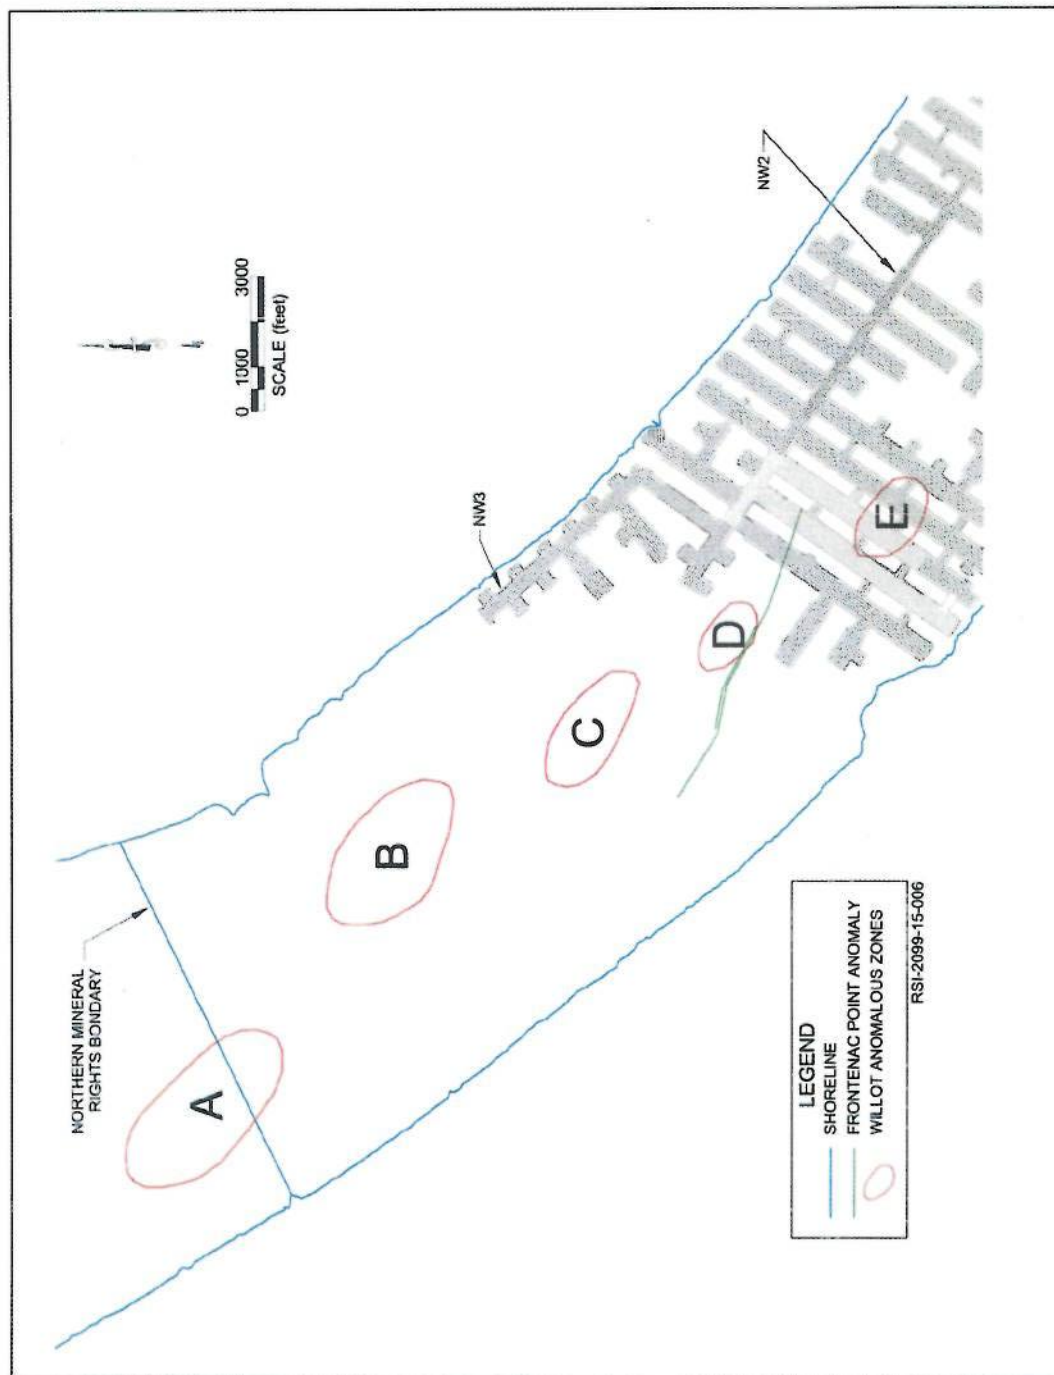 NORTHERN MINERAL
RIGHTS BONDARY
0 1000 3000
SCALE (feet)
NW3
NW2
A
B
C
D
E
LEGEND
SHORELINE
FRONTENAC POINT ANOMALY
WILLOT ANOMALOUS ZONES
RSI-2099-15-006